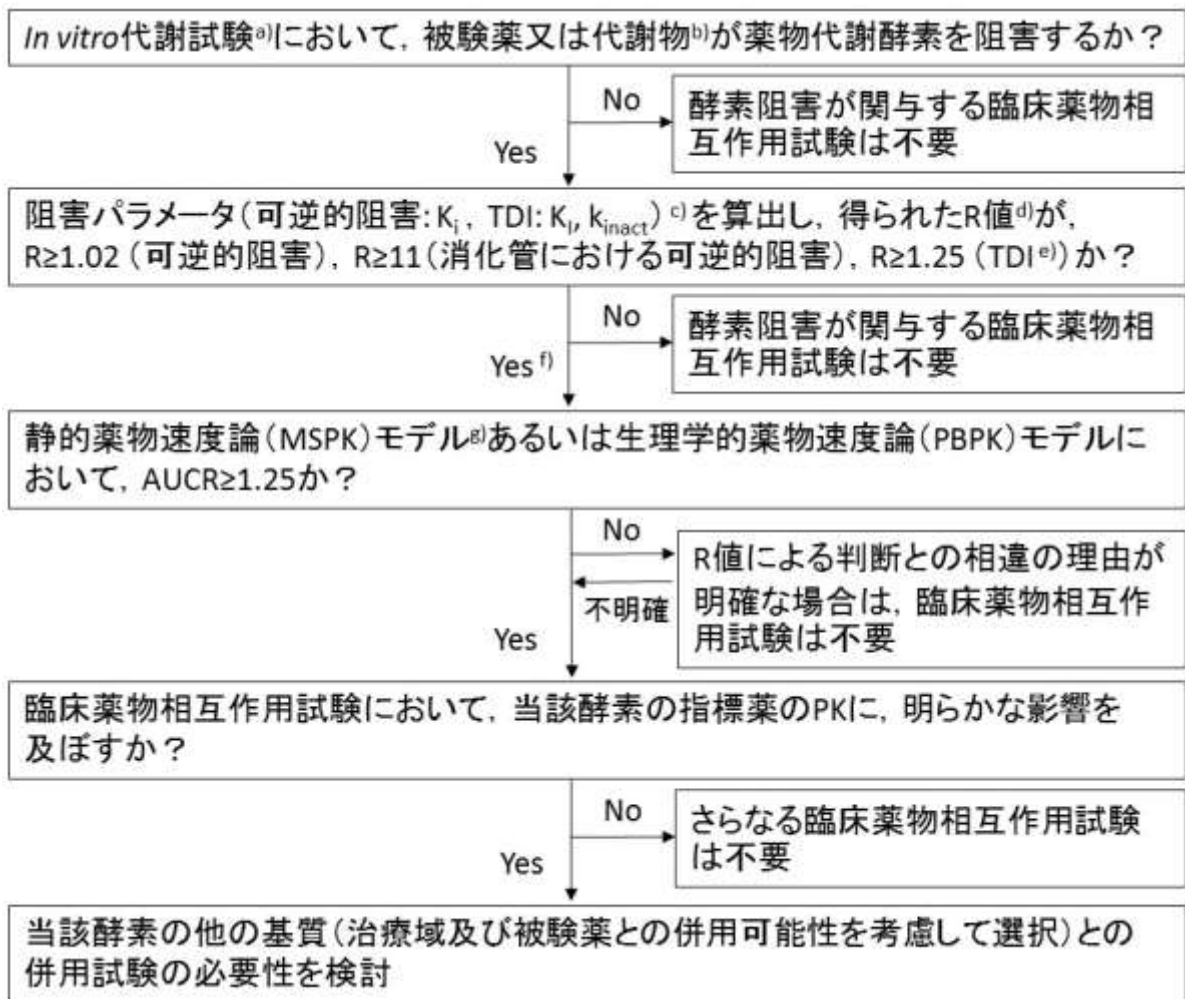 In vitro代謝試験a)において，被験薬又は代謝物b)が薬物代謝酵素を阻害するか？
No
酵素阻害が関与する臨床薬物相
互作用試験は不要
Yes
阻害パラメータ（可逆的阻害：Ki , TDI: KI, kinact）c)を算出し，得られたR値d)が，
R≥1.02（可逆的阻害），R≥11（消化管における可逆的阻害），R≥1.25（TDIe)）か？
No
酵素阻害が関与する臨床薬物相
互作用試験は不要
Yes f)
静的薬物速度論（MSPK）モデルg)あるいは生理学的薬物速度論（PBPK）モデルに
おいて，AUCR≥1.25か？
No
R値による判断との相違の理由が
明確な場合は，臨床薬物相互作
用試験は不要
不明確
Yes
臨床薬物相互作用試験において，当該酵素の指標薬のPKに，明らかな影響を
及ぼすか？
No
さらなる臨床薬物相互作用試験
は不要
Yes
当該酵素の他の基質（治療域及び被験薬との併用可能性を考慮して選択）との
併用試験の必要性を検討